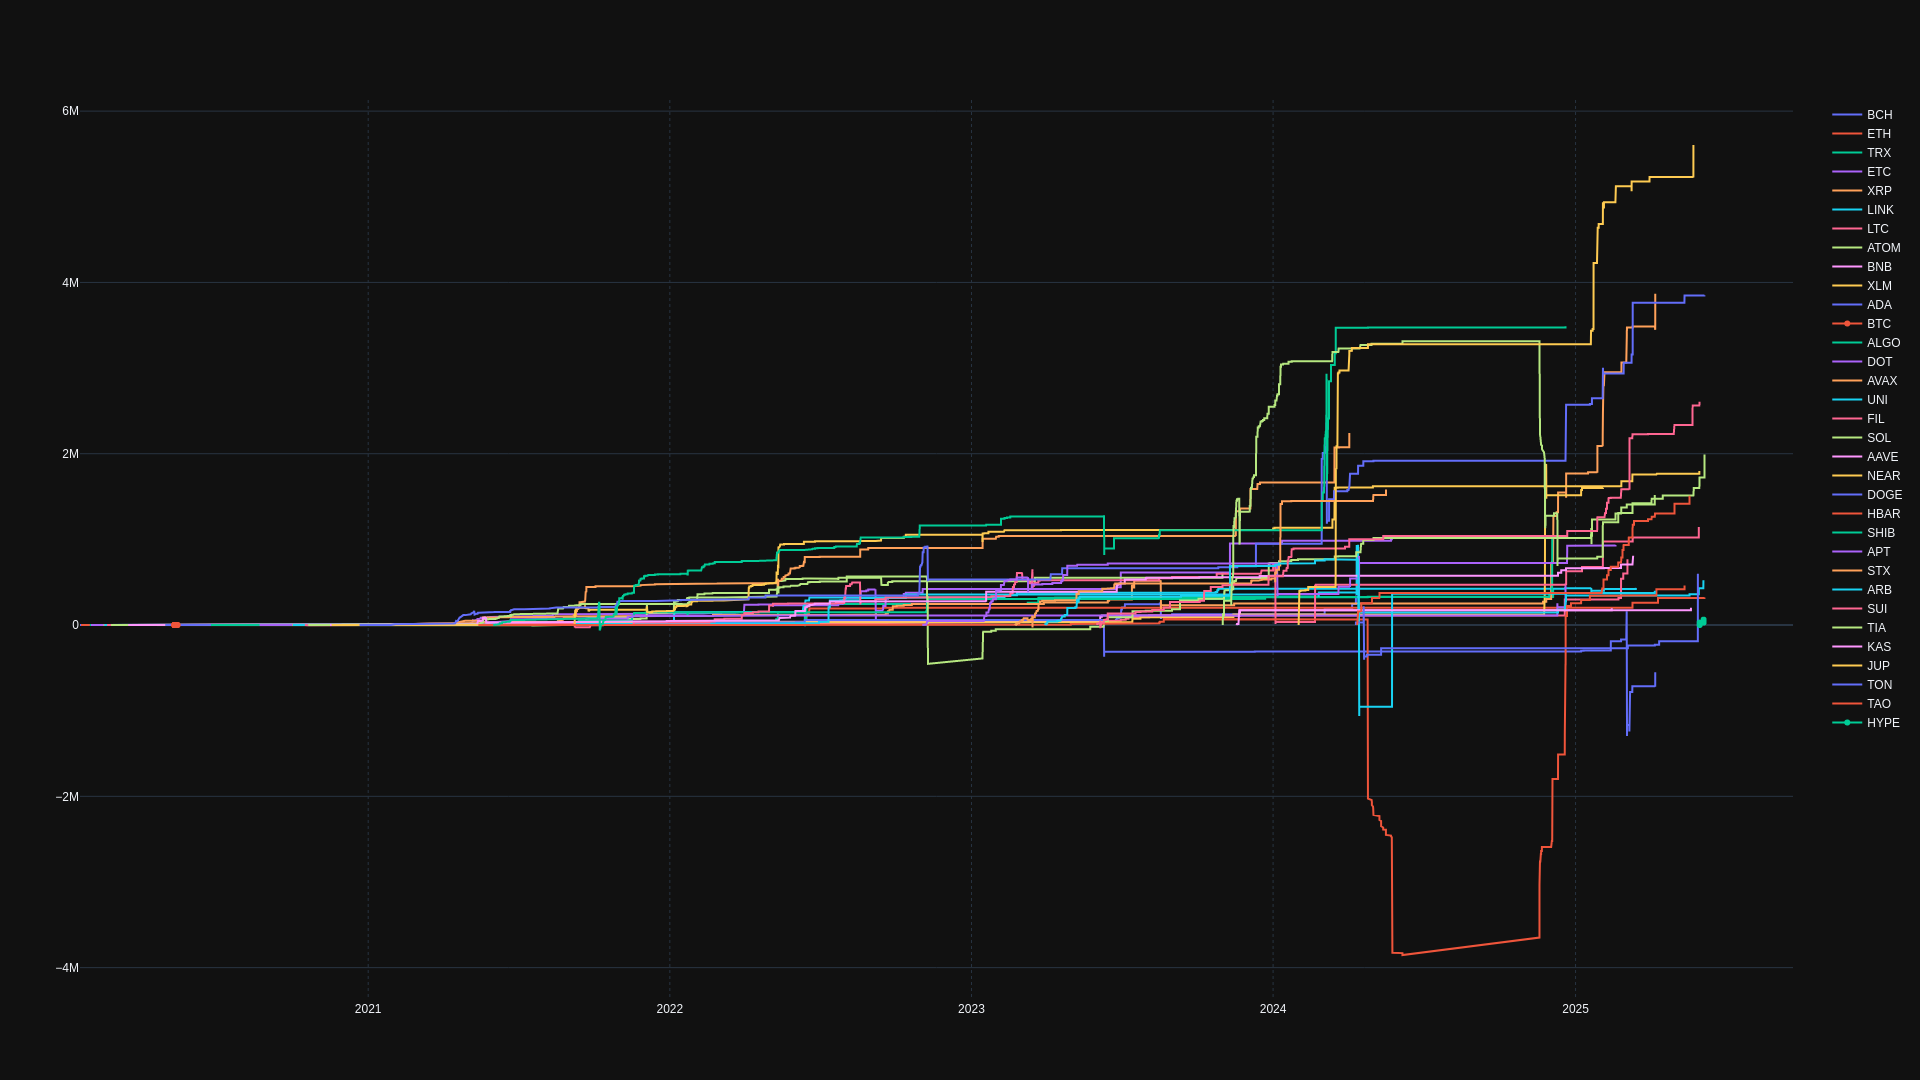 6M
4M
2M
0
−2M
−4M
2021
2022
2023
2024
2025
BCH
ETH
TRX
ETC
XRP
LINK
LTC
ATOM
BNB
XLM
ADA
BTC
ALGO
DOT
AVAX
UNI
FIL
SOL
AAVE
NEAR
DOGE
HBAR
SHIB
APT
STX
ARB
SUI
TIA
KAS
JUP
TON
TAO
HYPE